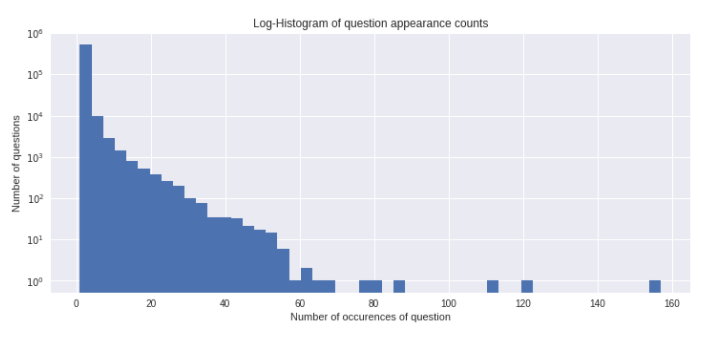 Log-Histogram of question appearance counts
10^6
10^5
10^4
10^3
10^2
10^1
10^0
Number of questions
0 20 40 60 80 100 120 140 160
Number of occurences of question